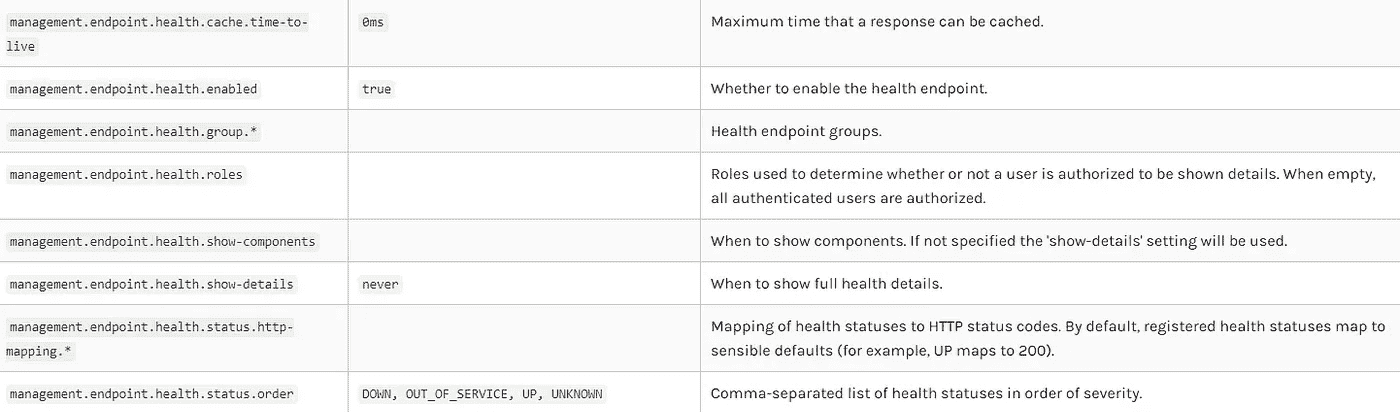 management.endpoint.health.cache.time-to-
live
0ms
Maximum time that a response can be cached.
management.endpoint.health.enabled
true
Whether to enable the health endpoint.
management.endpoint.health.group.*
Health endpoint groups.
management.endpoint.health.roles
Roles used to determine whether or not a user is authorized to be shown details. When empty,
all authenticated users are authorized.
management.endpoint.health.show-components
When to show components. If not specified the 'show-details' setting will be used.
management.endpoint.health.show-details
never
When to show full health details.
management.endpoint.health.status.http-
mapping.*
Mapping of health statuses to HTTP status codes. By default, registered health statuses map to
sensible defaults (for example, UP maps to 200).
management.endpoint.health.status.order
DOWN, OUT_OF_SERVICE, UP, UNKNOWN
Comma-separated list of health statuses in order of severity.